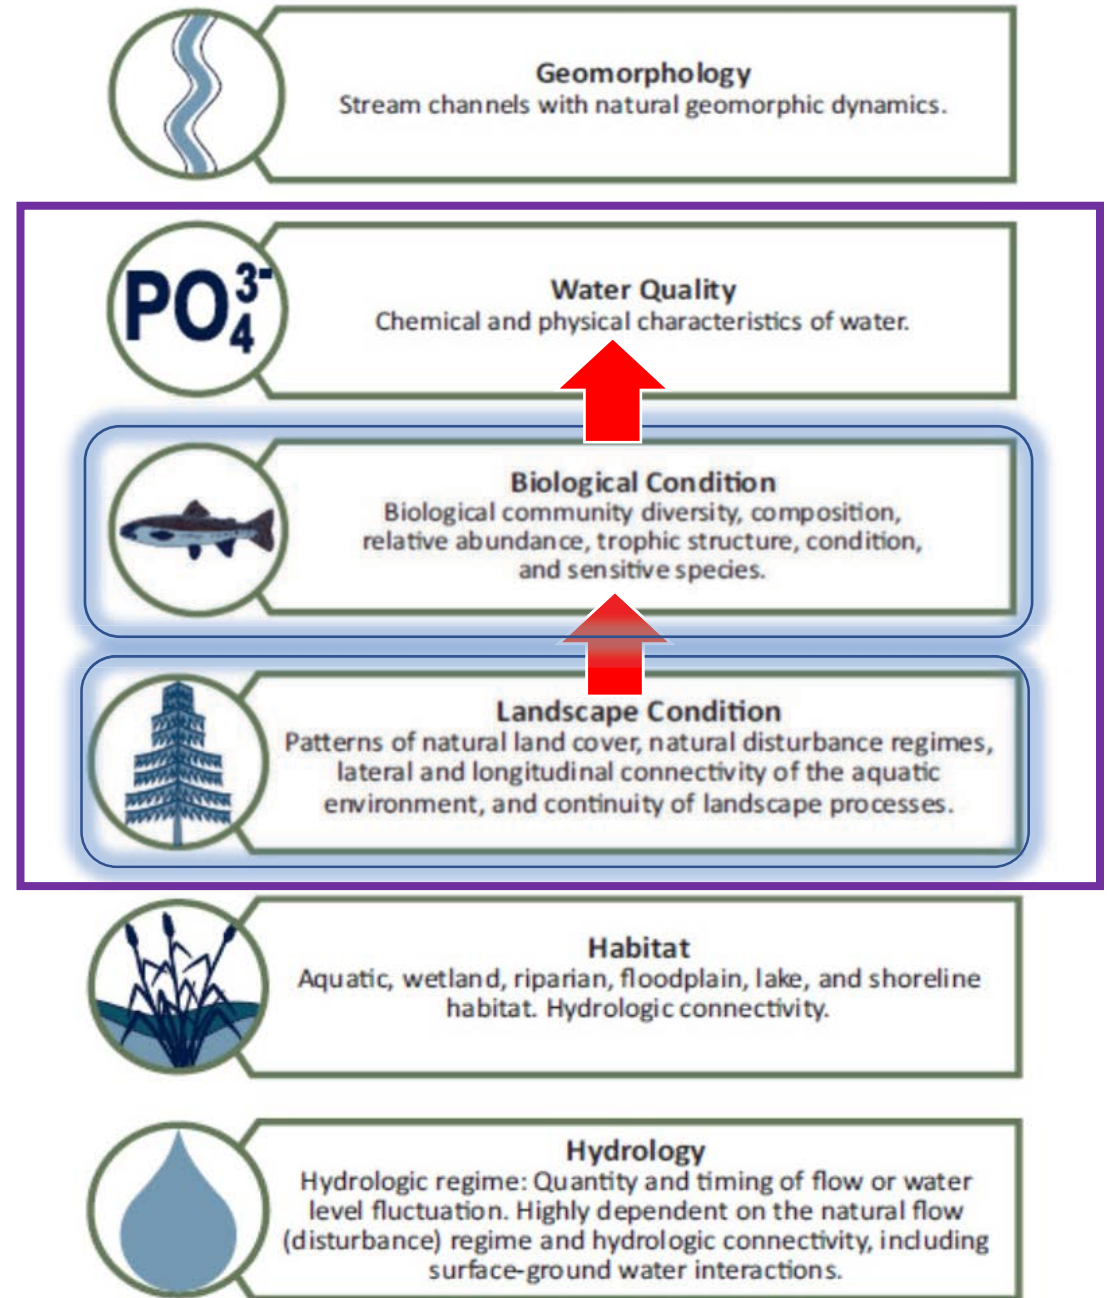 Geomorphology
Stream channels with natural geomorphic dynamics.
PO₄³⁻
Water Quality
Chemical and physical characteristics of water.
Biological Condition
Biological community diversity, composition,
relative abundance, trophic structure, condition,
and sensitive species.
Landscape Condition
Patterns of natural land cover, natural disturbance regimes,
lateral and longitudinal connectivity of the aquatic
environment, and continuity of landscape processes.
Habitat
Aquatic, wetland, riparian, floodplain, lake, and shoreline
habitat. Hydrologic connectivity.
Hydrology
Hydrologic regime: Quantity and timing of flow or water
level fluctuation. Highly dependent on the natural flow
(disturbance) regime and hydrologic connectivity, including
surface-ground water interactions.